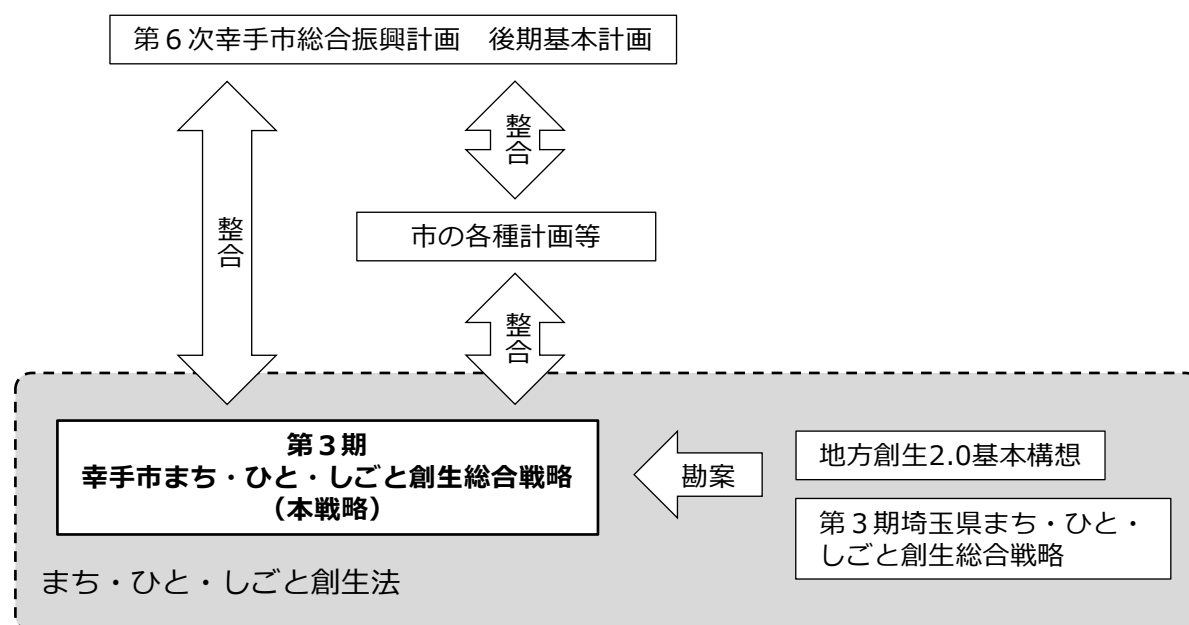 第６次幸手市総合振興計画　後期基本計画
整合
整合
市の各種計画等
整合
第３期
幸手市まち・ひと・しごと創生総合戦略
（本戦略）
勘案
地方創生2.0基本構想
第３期埼玉県まち・ひと・
しごと創生総合戦略
まち・ひと・しごと創生法